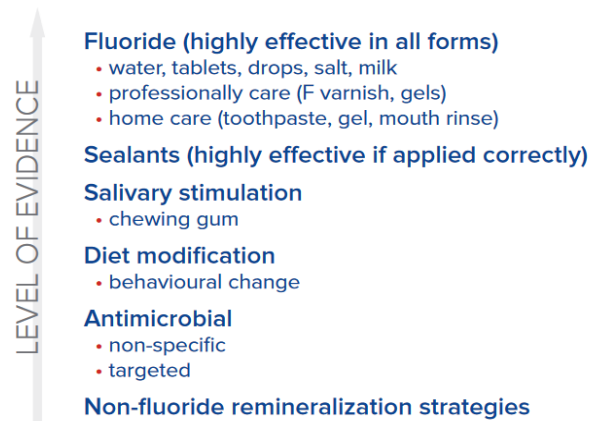 LEVEL OF EVIDENCE
Fluoride (highly effective in all forms)
• water, tablets, drops, salt, milk
• professionally care (F varnish, gels)
• home care (toothpaste, gel, mouth rinse)
Sealants (highly effective if applied correctly)
Salivary stimulation
• chewing gum
Diet modification
• behavioural change
Antimicrobial
• non-specific
• targeted
Non-fluoride remineralization strategies